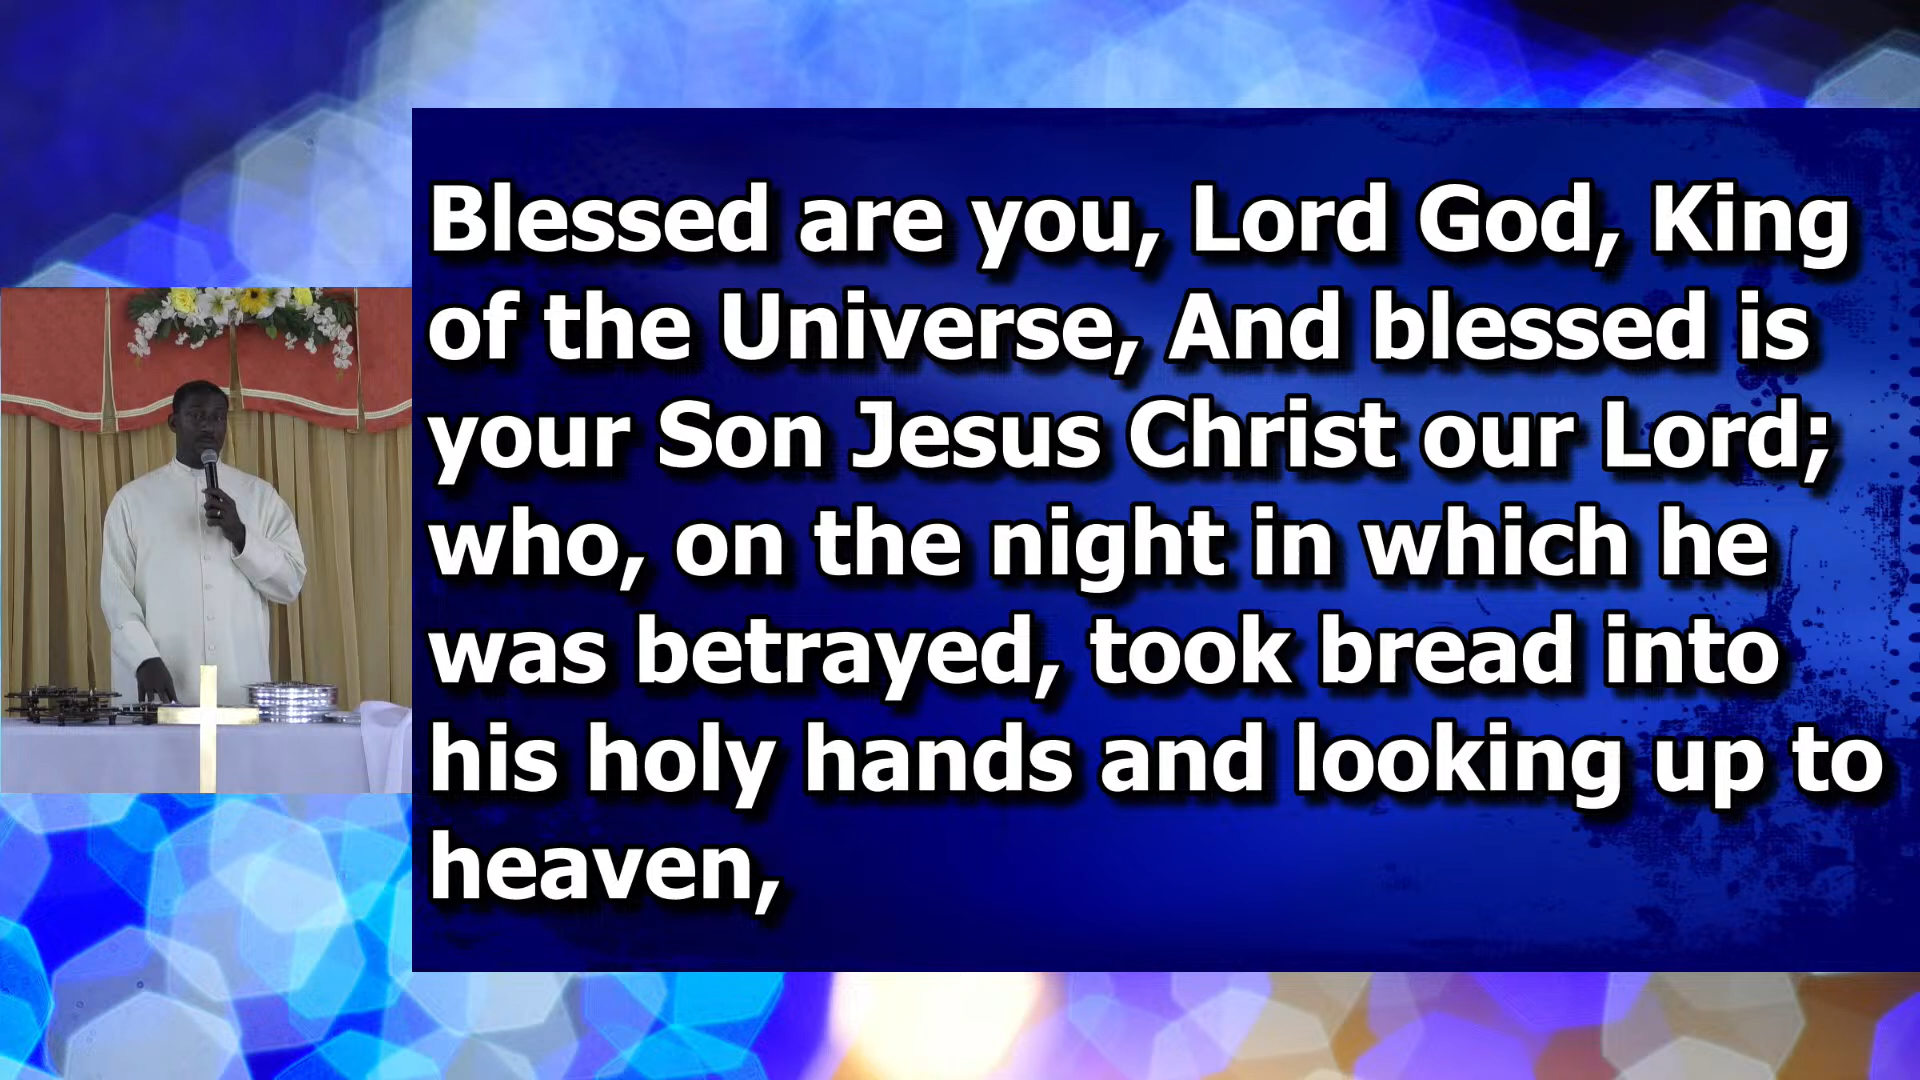 Blessed are you, Lord God, King
of the Universe, And blessed is
your Son Jesus Christ our Lord;
who, on the night in which he
was betrayed, took bread into
his holy hands and looking up to
heaven,